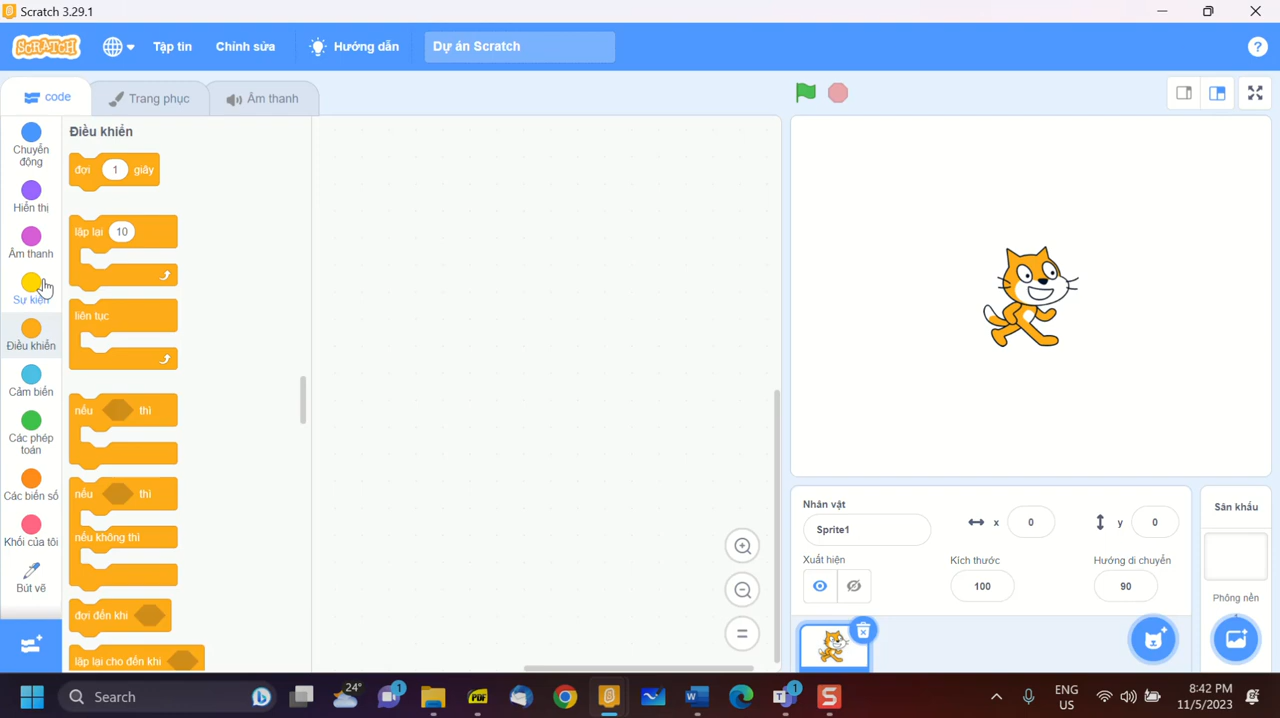 Scratch 3.29.1
SCRATCH
Tập tin
Chỉnh sửa
Hướng dẫn
Dự án Scratch
?
code
Trang phục
Âm thanh
Chuyển
động
Hiển thị
Âm thanh
Sự kiện
Điều khiển
Cảm biến
Các phép
toán
Các biến số
Khối của tôi
Bút vẽ
Điều khiển
đợi 1 giây
lặp lại 10
liên tục
nếu thì
nếu thì
nếu không thì
đợi đến khi
lặp lại cho đến khi
Nhân vật
Sprite1
x 0
y 0
Xuất hiện
Kích thước
100
Hướng di chuyển
90
Sân khấu
Phông nền
Search
24°
1
PDF
W
T 1
S
ENG
US
8:42 PM
11/5/2023